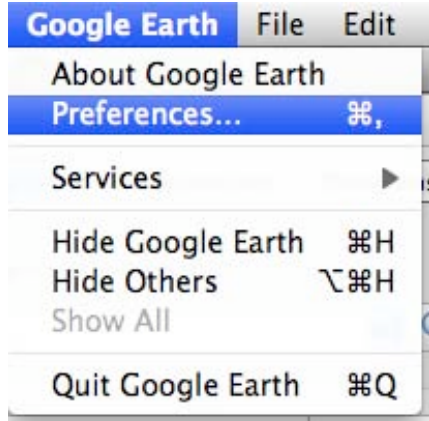 Google Earth File Edit
About Google Earth
Preferences... ⌘,
Services ▶
Hide Google Earth ⌘H
Hide Others ⌥⌘H
Show All
Quit Google Earth ⌘Q